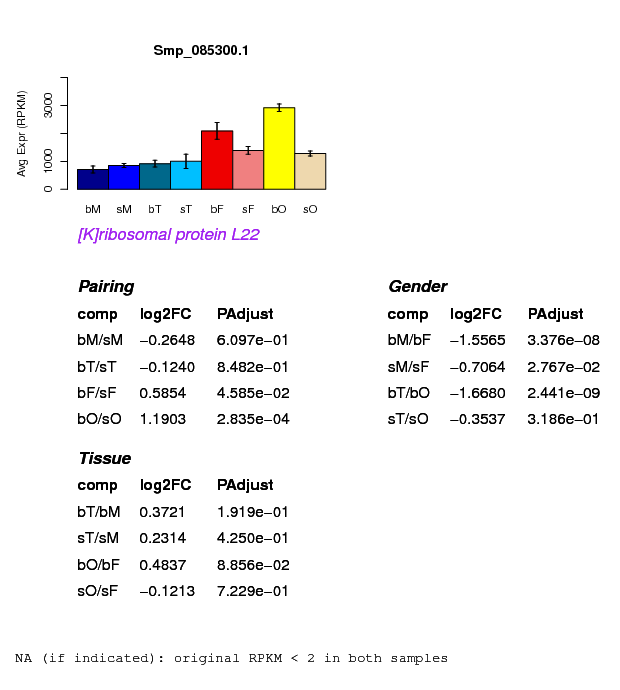 Smp_085300.1
Avg Expr (RPKM)
0 1000 3000
bM sM bT sT bF sF bO sO
[K]ribosomal protein L22
Pairing
comp log2FC PAdjust
bM/sM −0.2648 6.097e−01
bT/sT −0.1240 8.482e−01
bF/sF 0.5854 4.585e−02
bO/sO 1.1903 2.835e−04
Gender
comp log2FC PAdjust
bM/bF −1.5565 3.376e−08
sM/sF −0.7064 2.767e−02
bT/bO −1.6680 2.441e−09
sT/sO −0.3537 3.186e−01
Tissue
comp log2FC PAdjust
bT/bM 0.3721 1.919e−01
sT/sM 0.2314 4.250e−01
bO/bF 0.4837 8.856e−02
sO/sF −0.1213 7.229e−01
NA (if indicated): original RPKM < 2 in both samples